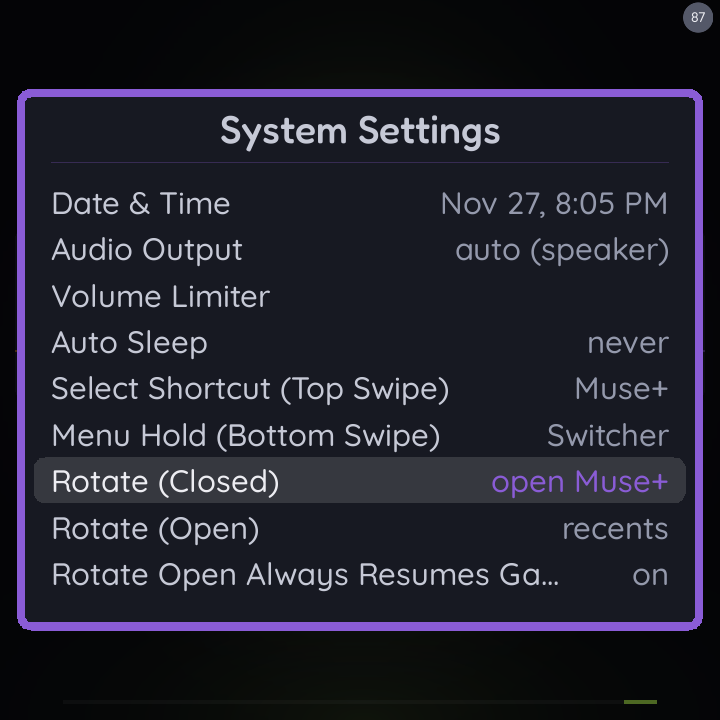 87
System Settings
Date & Time Nov 27, 8:05 PM
Audio Output auto (speaker)
Volume Limiter
Auto Sleep never
Select Shortcut (Top Swipe) Muse+
Menu Hold (Bottom Swipe) Switcher
Rotate (Closed) open Muse+
Rotate (Open) recents
Rotate Open Always Resumes Ga... on